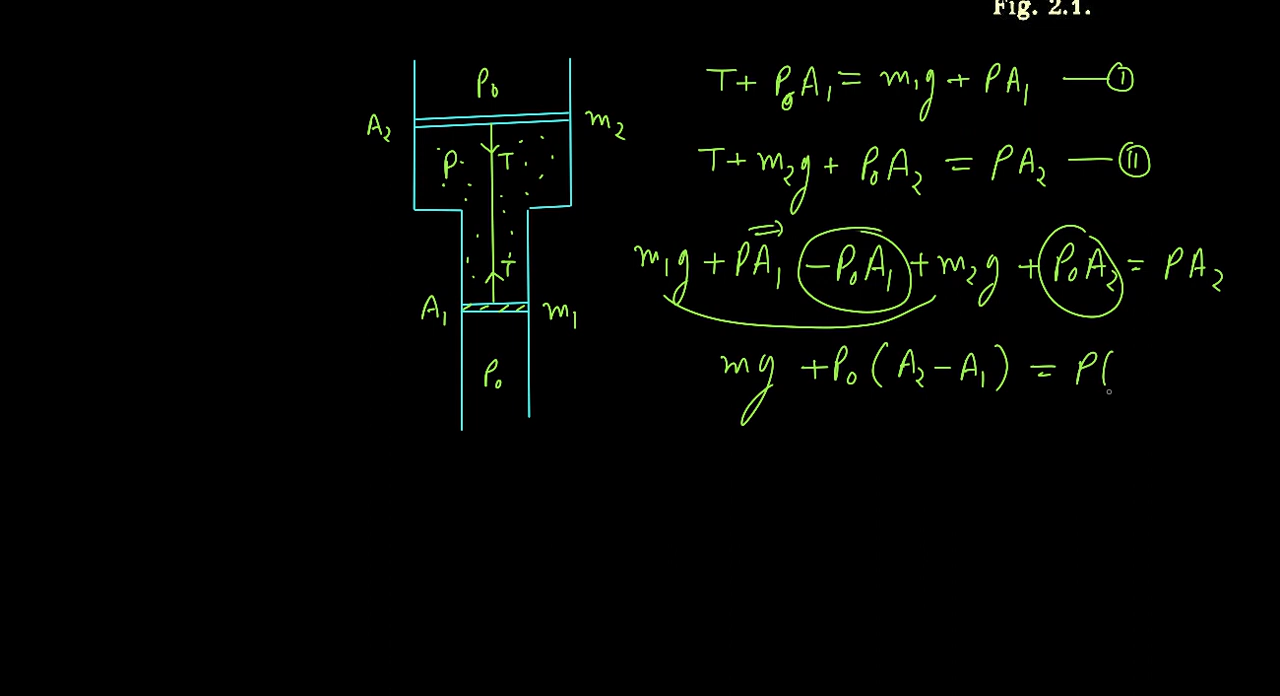 Fig. 2.1.
P₀
A₂
m₂
P
T
T
A₁
m₁
P₀
T + P₀A₁ = m₁g + PA₁ —— Ⓘ
T + m₂g + P₀A₂ = PA₂ —— Ⅱ
m₁g + PA₁ - P₀A₁ + m₂g + P₀A₂ = PA₂
mg + P₀(A₂ - A₁) = P(